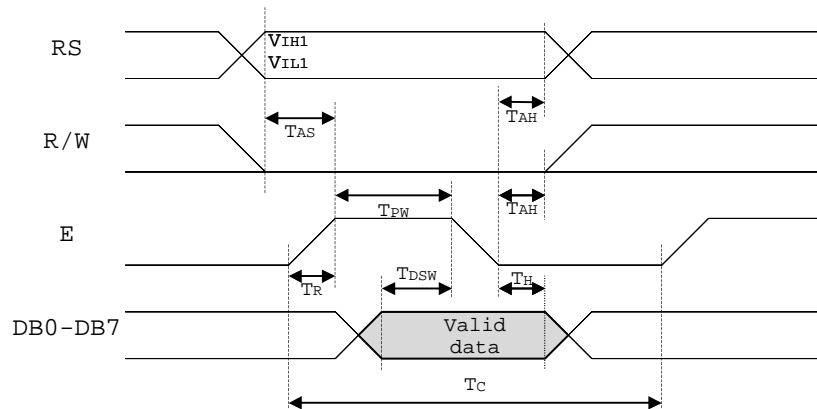 RS
VIH1
VIL1
TAS
TAH
R/W
TPW
TAH
E
TR
TDSW
TH
DB0-DB7
Valid
data
TC